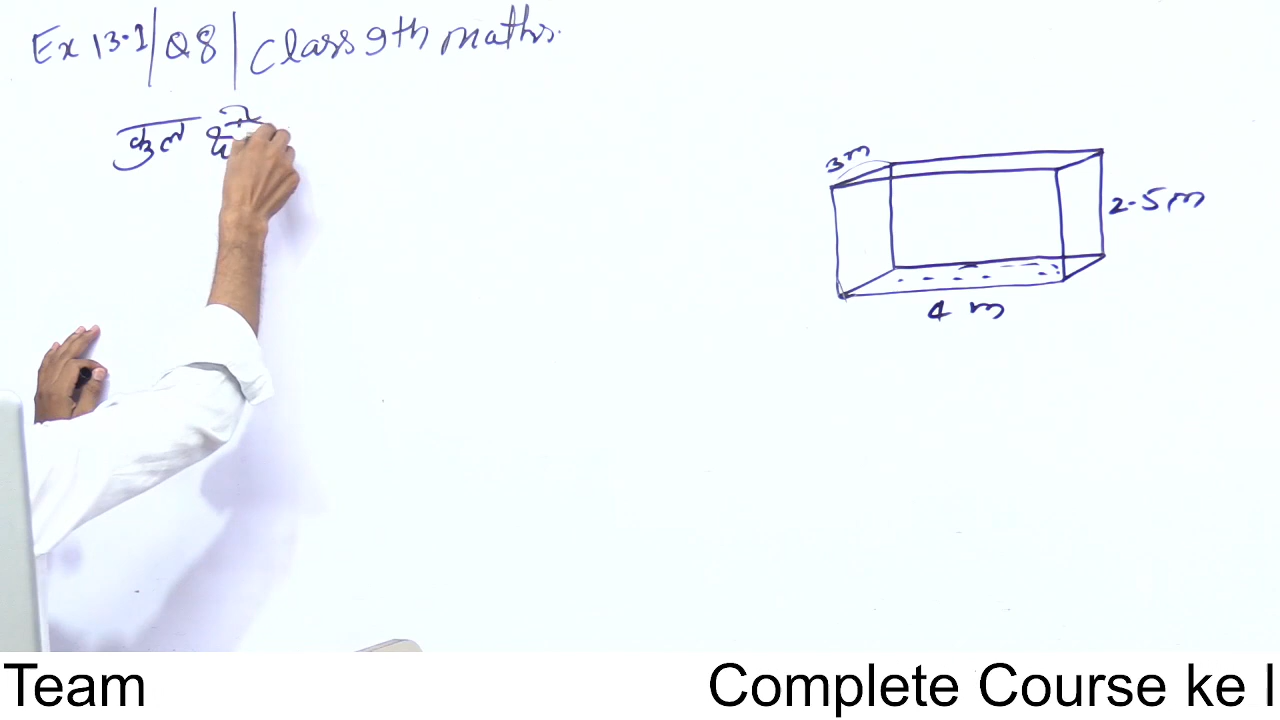 Ex 13.1 | Q8 | Class 9th maths.
कुल
3m
2.5m
4 m
Team
Complete Course ke l